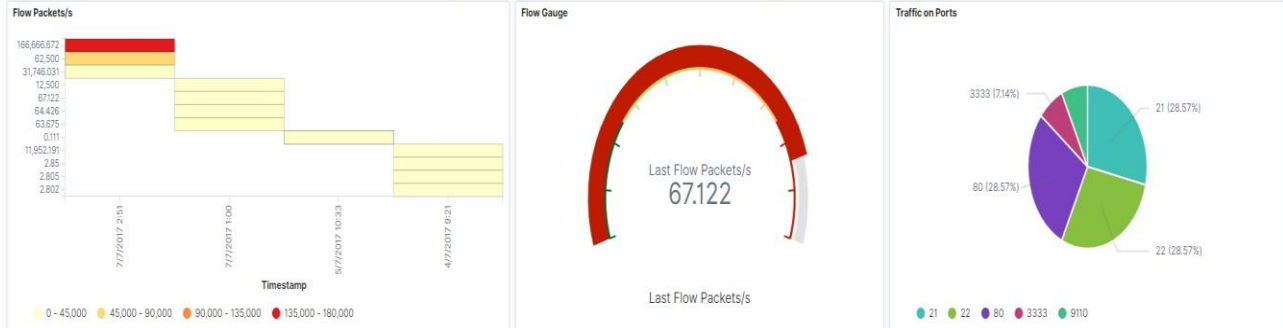 Flow Packets/s
166,666.672
62,500
31,746.031
12,500
67.122
64.426
63.675
0.111
11,952.191
2.85
2.805
2.802
7/7/2017 2:51
7/7/2017 1:00
5/7/2017 10:33
4/7/2017 9:21
Timestamp
0 - 45,000 45,000 - 90,000 90,000 - 135,000 135,000 - 180,000
Flow Gauge
Last Flow Packets/s
67.122
Last Flow Packets/s
Traffic on Ports
3333 (7.14%)
21 (28.57%)
80 (28.57%)
22 (28.57%)
21 22 80 3333 9110